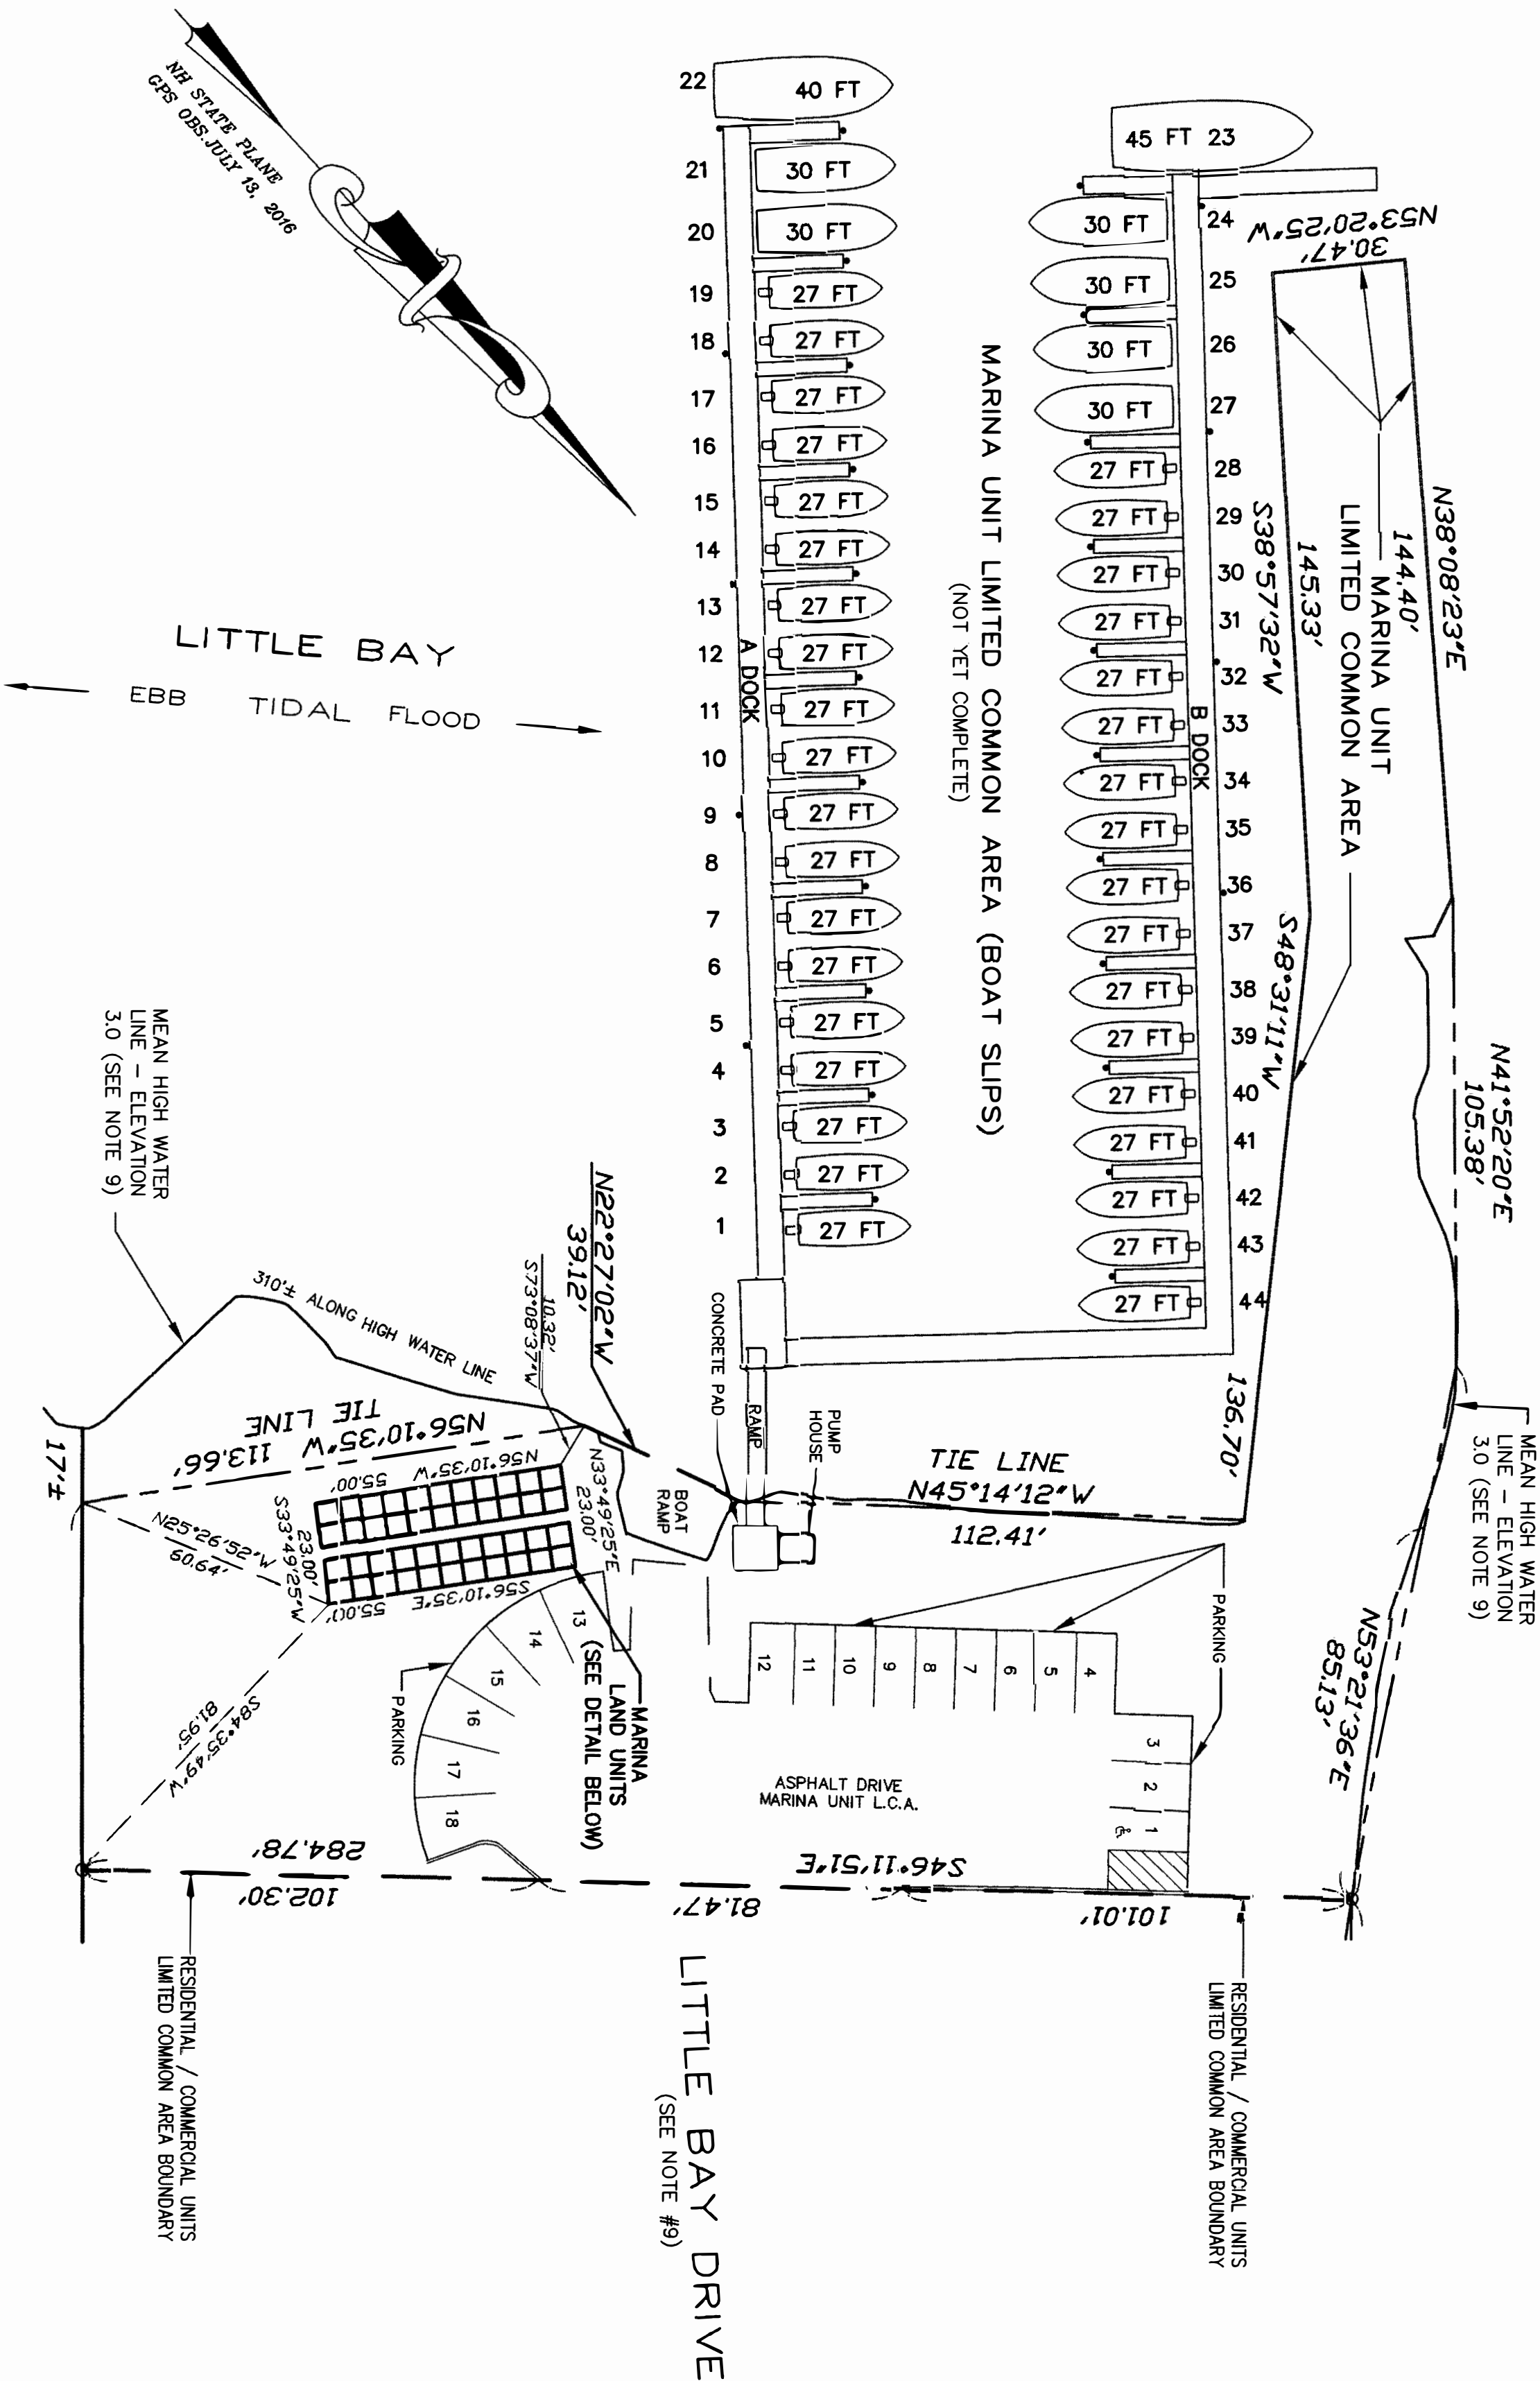 NH STATE PLANE
GPS OBS. JULY 13, 2016
22
40 FT
21
30 FT
20
30 FT
19
27 FT
18
27 FT
17
27 FT
16
27 FT
15
27 FT
14
27 FT
13
27 FT
12
27 FT
11
27 FT
10
27 FT
9
27 FT
8
27 FT
7
27 FT
6
27 FT
5
27 FT
4
27 FT
3
27 FT
2
27 FT
1
27 FT
A DOCK
MARINA UNIT LIMITED COMMON AREA (BOAT SLIPS)
(NOT YET COMPLETE)
45 FT 23
30 FT
24
30 FT
25
30 FT
26
30 FT
27
27 FT
28
27 FT
29
27 FT
30
27 FT
31
27 FT
32
27 FT
33
27 FT
34
27 FT
35
27 FT
36
27 FT
37
27 FT
38
27 FT
39
27 FT
40
27 FT
41
27 FT
42
27 FT
43
27 FT
44
B DOCK
N53°20'25"W
30.47'
N38°08'23"E
144.40'
MARINA UNIT
LIMITED COMMON AREA
145.33'
S38°57'32"W
S48°31'11"W
136.70'
N41°52'20"E
105.38'
MEAN HIGH WATER
LINE - ELEVATION
3.0 (SEE NOTE 9)
N53°21'36"E
85.13'
LITTLE BAY
EBB TIDAL FLOOD
MEAN HIGH WATER
LINE - ELEVATION
3.0 (SEE NOTE 9)
310'± ALONG HIGH WATER LINE
N22°27'02"W
39.12'
10.32'
S73°08'37"W
CONCRETE PAD
RAMP
PUMP
HOUSE
BOAT
RAMP
TIE LINE
N45°14'12"W
112.41'
17'±
TIE LINE
N56°10'35"W 113.66'
N56°10'35"W 55.00'
N33°49'25"E
23.00'
S33°49'25"W
23.00'
S56°10'35"E 55.00'
N25°26'52"W
60.64'
S84°35'49"W
81.95'
MARINA
LAND UNITS
(SEE DETAIL BELOW)
PARKING
13
14
15
16
17
18
PARKING
12
11
10
9
8
7
6
5
4
3
2
1
ASPHALT DRIVE
MARINA UNIT L.C.A.
S46°11'51"E
284.78'
102.30'
81.47'
101.01'
RESIDENTIAL / COMMERCIAL UNITS
LIMITED COMMON AREA BOUNDARY
RESIDENTIAL / COMMERCIAL UNITS
LIMITED COMMON AREA BOUNDARY
LITTLE BAY DRIVE
(SEE NOTE #9)